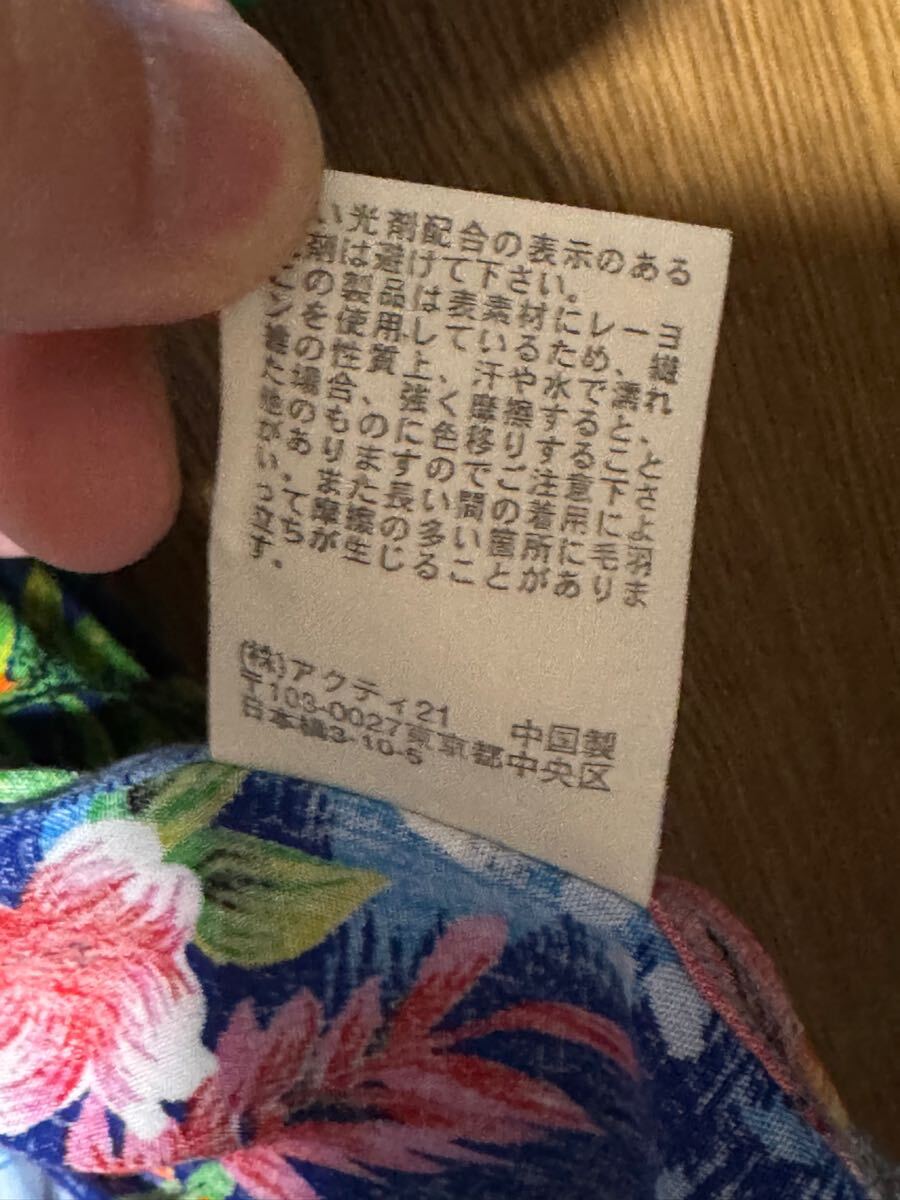 い光剤配合の表示のある
剤は避けて下さい。
この製品は表素材にレーヨ
ンを使用しているため、繊
維の性質上、汗や水で濡れ
た場合、強く摩擦すると、
他のものに色移りすること
がありますのでご注意下さ
い。また長い間の着用によ
って摩擦の多い箇所に毛羽
立ちが生じることがありま
す。
(株)アクティ21 中国製
〒103-0027東京都中央区
日本橋3-10-5